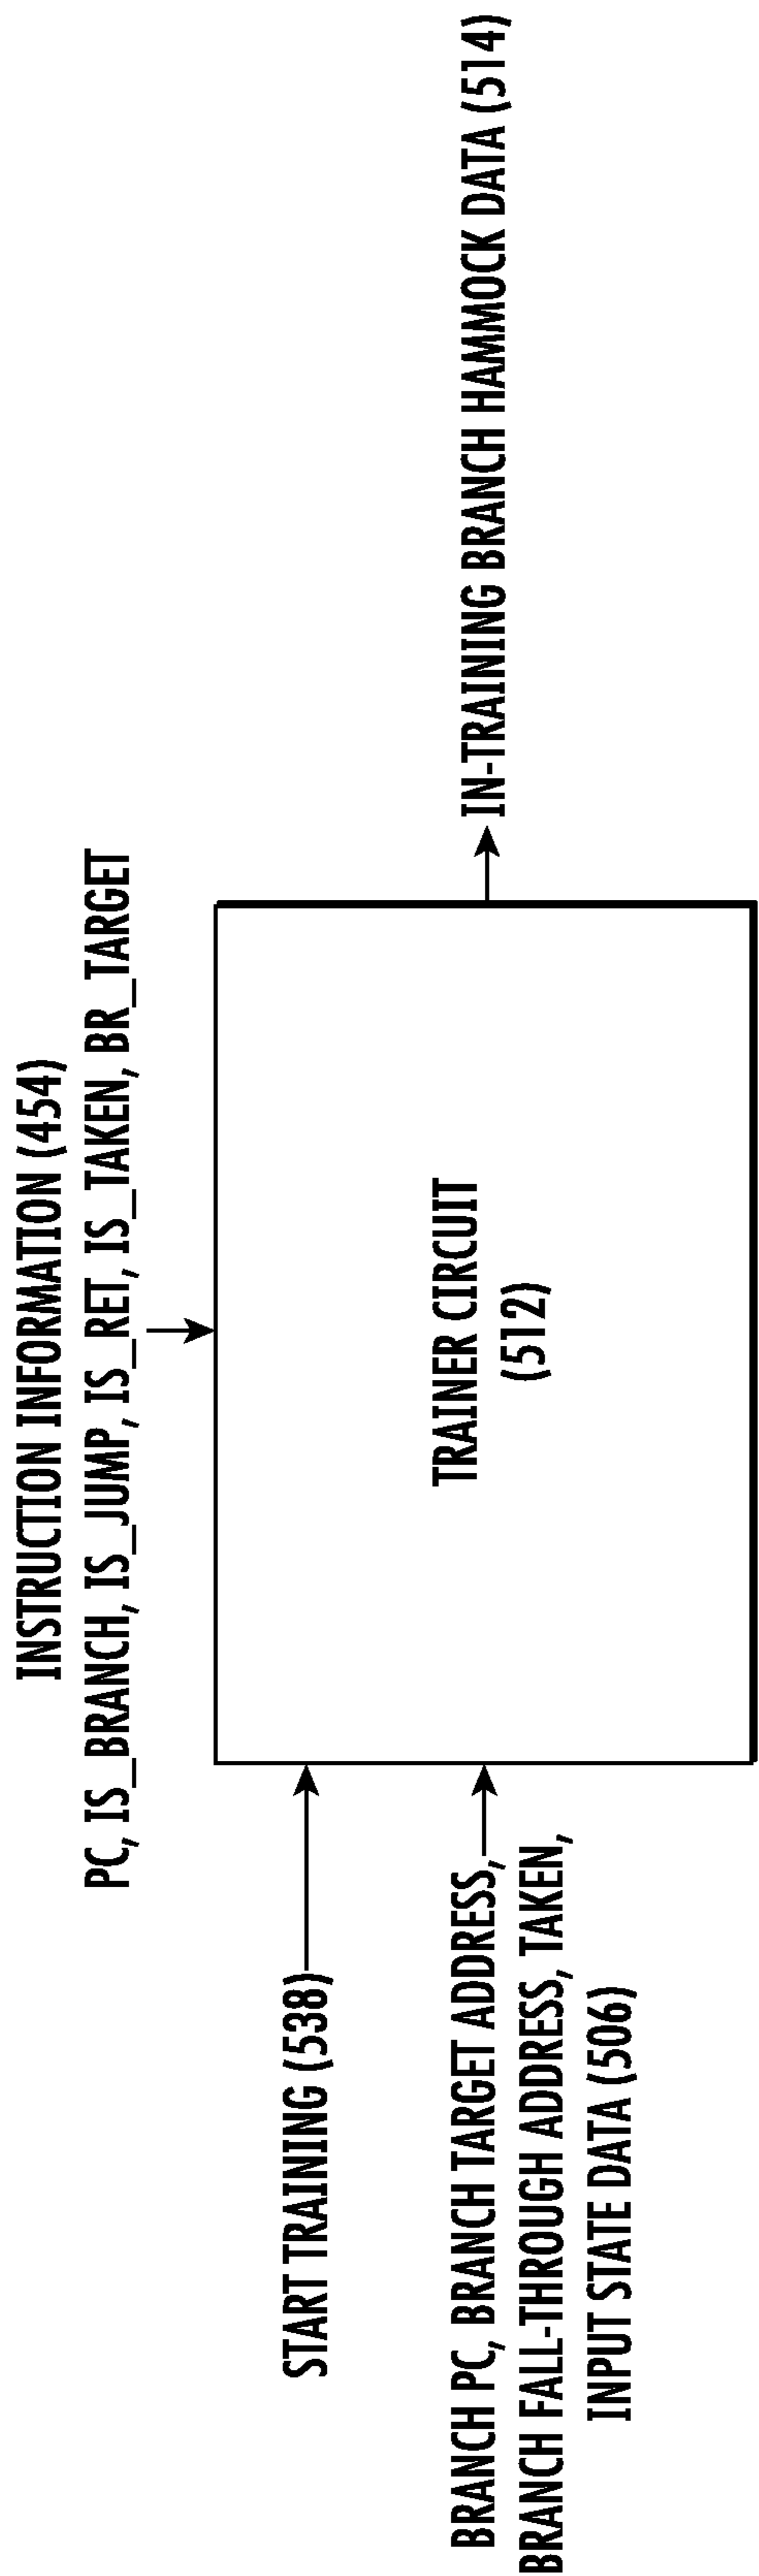 INSTRUCTION INFORMATION (454)
PC, IS_BRANCH, IS_JUMP, IS_RET, IS_TAKEN, BR_TARGET
START TRAINING (538)
BRANCH PC, BRANCH TARGET ADDRESS,
BRANCH FALL-THROUGH ADDRESS, TAKEN,
INPUT STATE DATA (506)
TRAINER CIRCUIT
(512)
IN-TRAINING BRANCH HAMMOCK DATA (514)